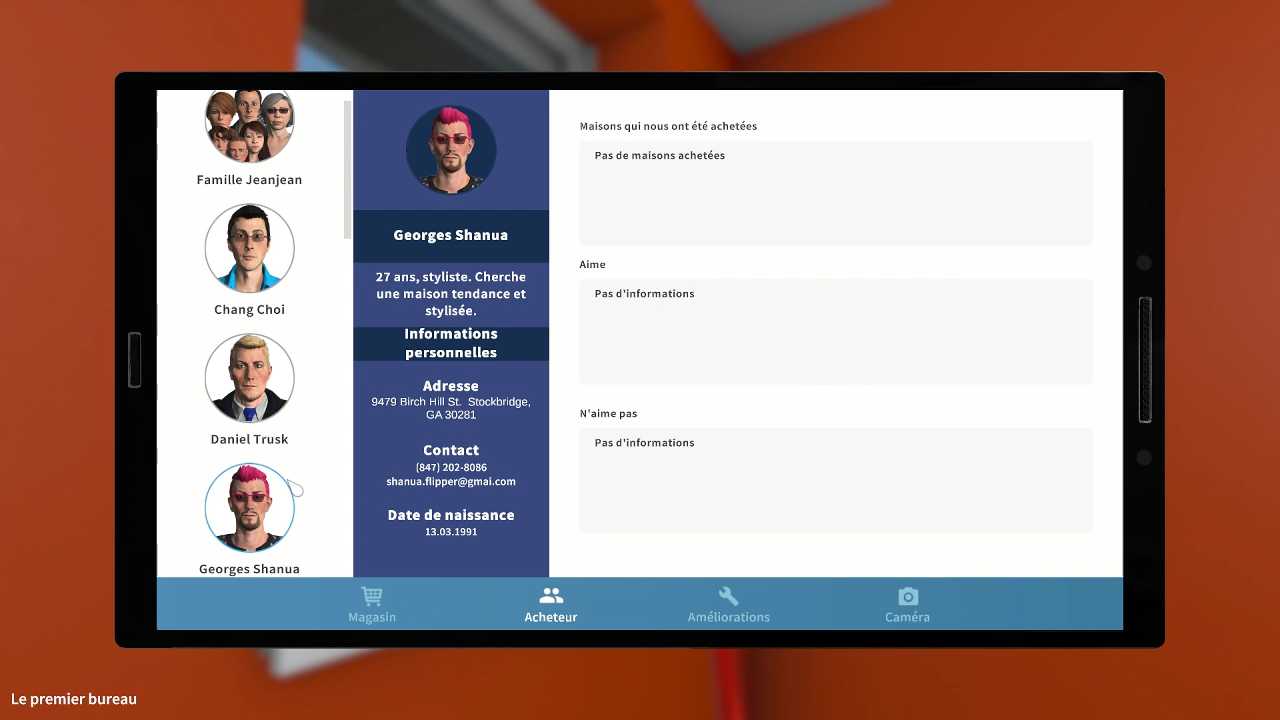 Famille Jeanjean
Chang Choi
Daniel Trusk
Georges Shanua
Georges Shanua
27 ans, styliste. Cherche
une maison tendance et
stylisée.
Informations
personnelles
Adresse
9479 Birch Hill St.  Stockbridge,
GA 30281
Contact
(847) 202-8086
shanua.flipper@gmai.com
Date de naissance
13.03.1991
Maisons qui nous ont été achetées
Pas de maisons achetées
Aime
Pas d'informations
N'aime pas
Pas d'informations
Magasin
Acheteur
Améliorations
Caméra
Le premier bureau